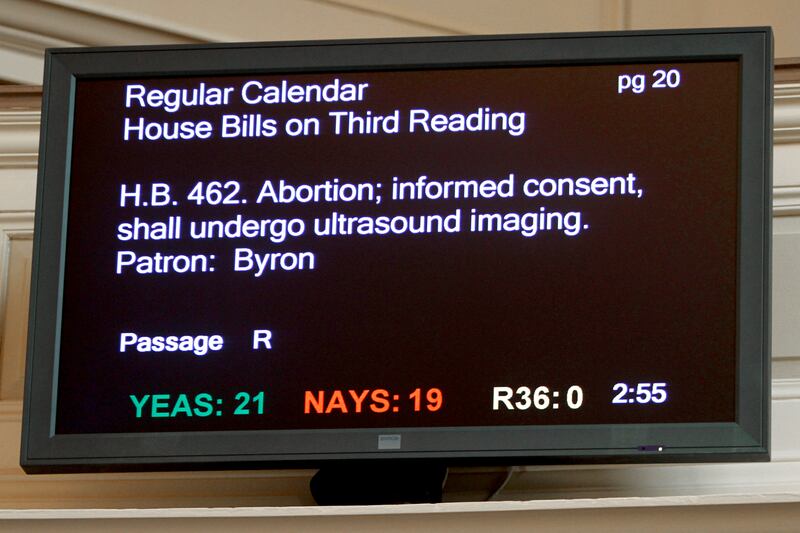 Regular Calendar pg 20
House Bills on Third Reading
H.B. 462. Abortion; informed consent,
shall undergo ultrasound imaging.
Patron: Byron
Passage R
YEAS: 21 NAYS: 19 R36: 0 2:55